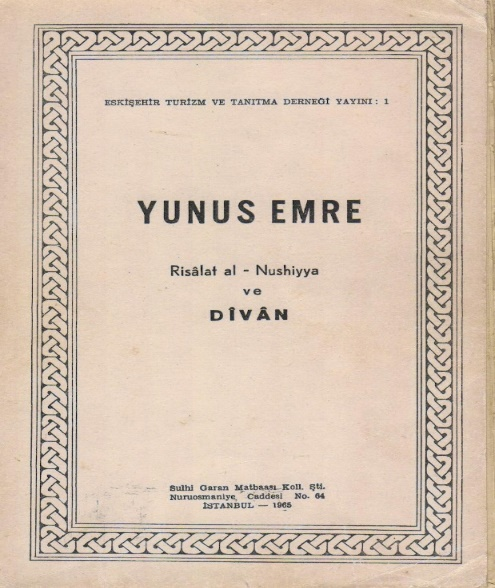 ESKİŞEHİR TURİZM VE TANITMA DERNEĞİ YAYINI : 1
YUNUS EMRE
Risâlat al - Nushiyya
ve
DÎVÂN
Sulhi Garan Matbaası Koll. Şti.
Nuruosmaniye Caddesi No. 64
İSTANBUL — 1965